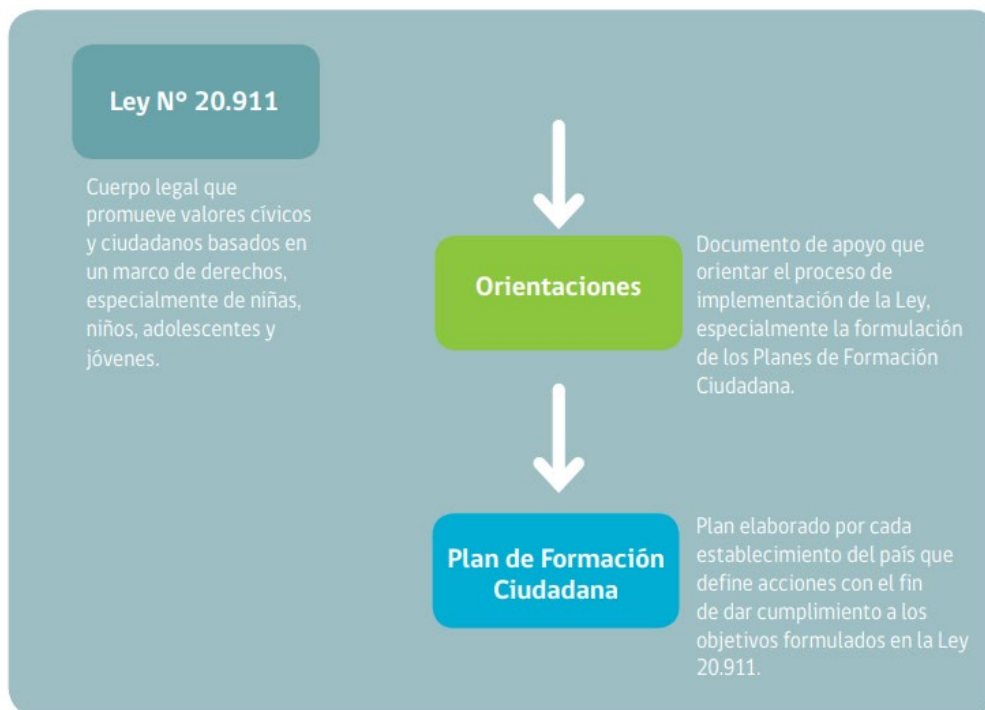 Ley N° 20.911
Cuerpo legal que
promueve valores cívicos
y ciudadanos basados en
un marco de derechos,
especialmente de niñas,
niños, adolescentes y
jóvenes.
Orientaciones
Documento de apoyo que
orientar el proceso de
implementación de la Ley,
especialmente la formulación
de los Planes de Formación
Ciudadana.
Plan de Formación
Ciudadana
Plan elaborado por cada
establecimiento del país que
define acciones con el fin
de dar cumplimiento a los
objetivos formulados en la Ley
20.911.